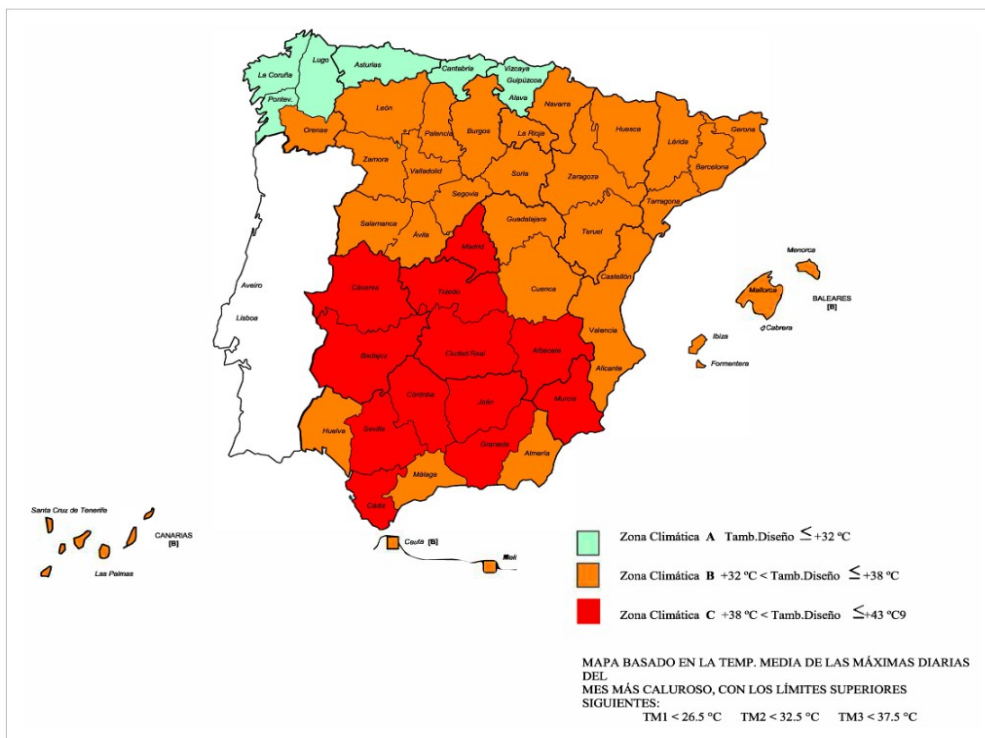 Lugo
La Coruña
Pontev.
Orense
Asturias
Cantabria
Vizcaya
Guipúzcoa
Alava
Navarra
León
Palencia
Burgos
La Rioja
Huesca
Lérida
Gerona
Barcelona
Tarragona
Zamora
Valladolid
Soria
Zaragoza
Segovia
Salamanca
Ávila
Guadalajara
Teruel
Madrid
Castellón
Cáceres
Toledo
Cuenca
Valencia
Badajoz
Ciudad Real
Albacete
Alicante
Murcia
Córdoba
Jaén
Huelva
Sevilla
Granada
Almería
Málaga
Cádiz
Aveiro
Lisboa
Menorca
Mallorca
BALEARES
[B]
Cabrera
Ibiza
Formentera
Santa Cruz de Tenerife
CANARIAS
[B]
Las Palmas
Ceuta [B]
Zona Climática A Tamb.Diseño ≤ +32 ºC
Zona Climática B +32 ºC < Tamb.Diseño ≤+38 ºC
Zona Climática C +38 ºC < Tamb.Diseño ≤+43 ºC9
MAPA BASADO EN LA TEMP. MEDIA DE LAS MÁXIMAS DIARIAS
DEL
MES MÁS CALUROSO, CON LOS LÍMITES SUPERIORES
SIGUIENTES:
TM1 < 26.5 ºC TM2 < 32.5 ºC TM3 < 37.5 ºC